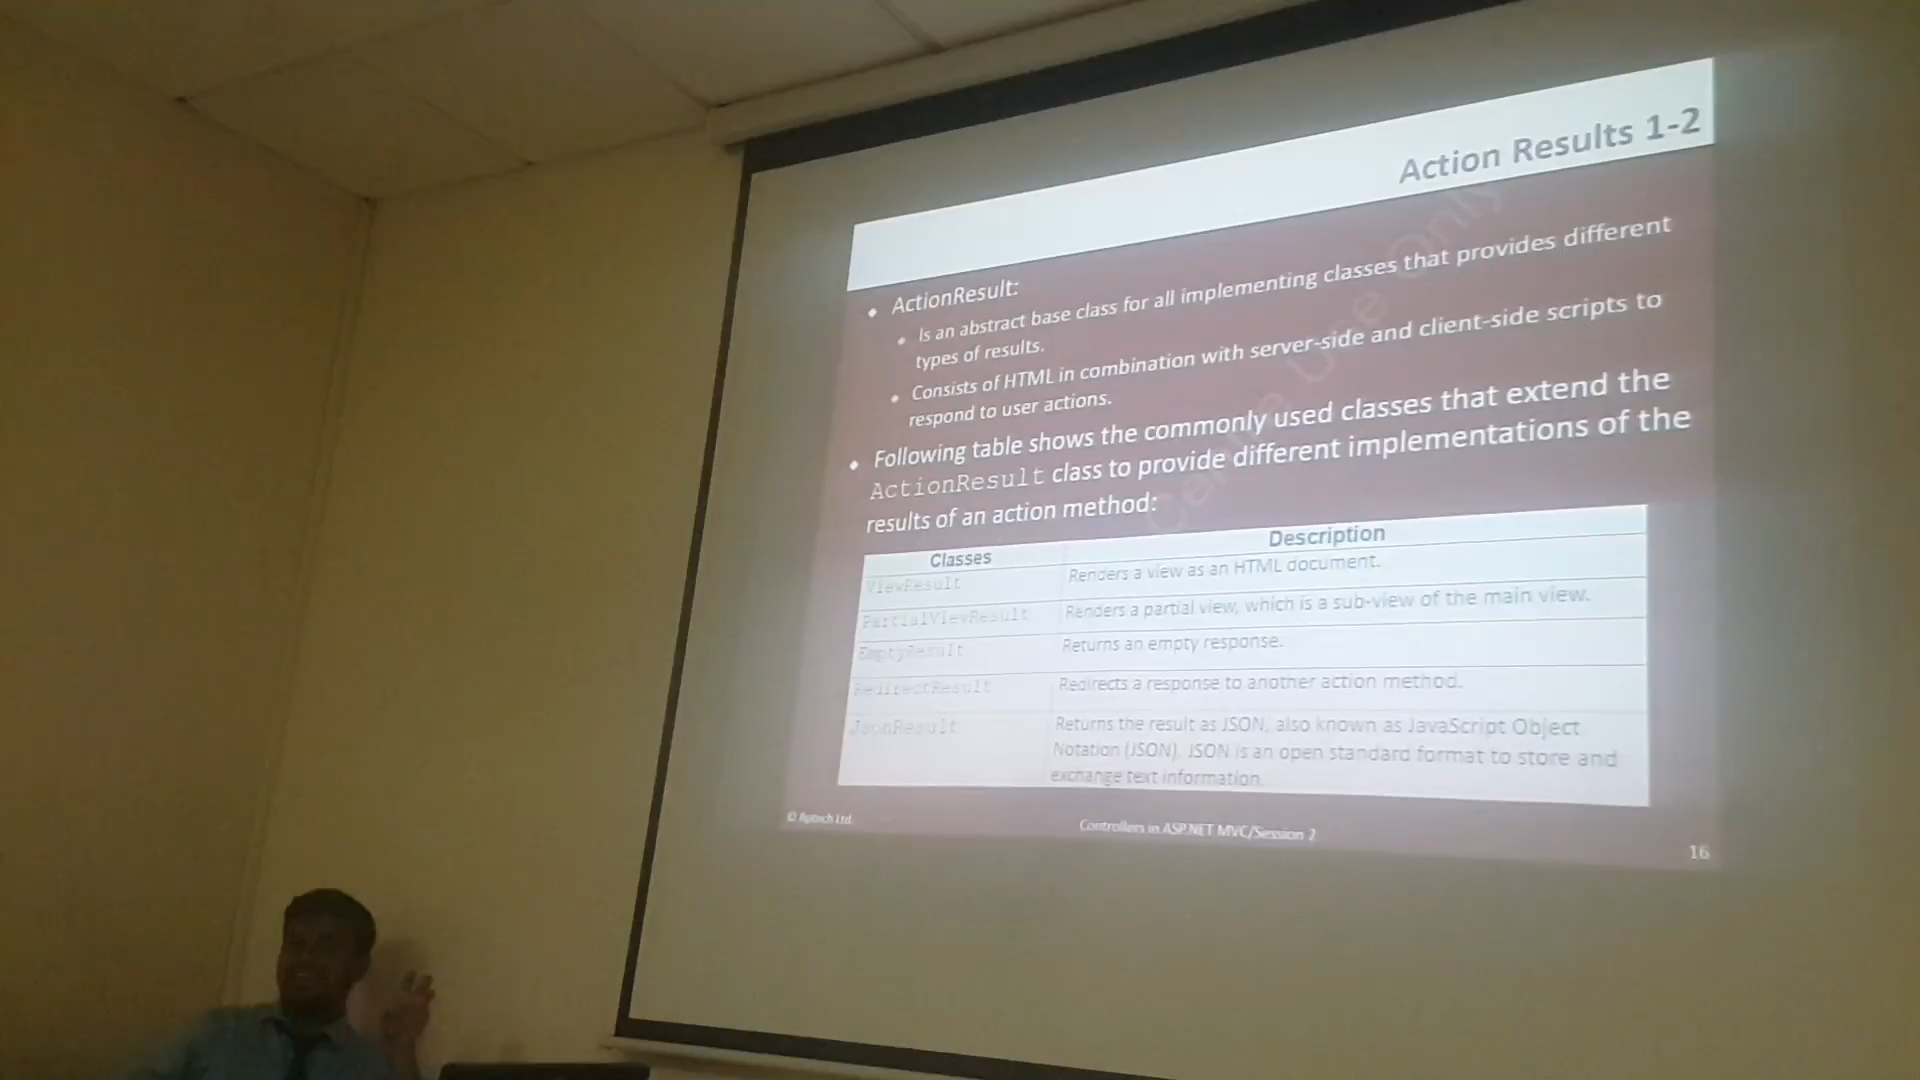 Action Results 1-2
• ActionResult:
• Is an abstract base class for all implementing classes that provides different
types of results.
• Consists of HTML in combination with server-side and client-side scripts to
respond to user actions.
• Following table shows the commonly used classes that extend the
ActionResult class to provide different implementations of the
results of an action method:
Classes Description
ViewResult Renders a view as an HTML document.
PartialViewResult Renders a partial view, which is a sub-view of the main view.
EmptyResult Returns an empty response.
RedirectResult Redirects a response to another action method.
JsonResult Returns the result as JSON, also known as JavaScript Object
Notation (JSON). JSON is an open standard format to store and
exchange text information.
© Aptech Ltd. Controllers in ASP.NET MVC/Session 2
16
Centre Use Only